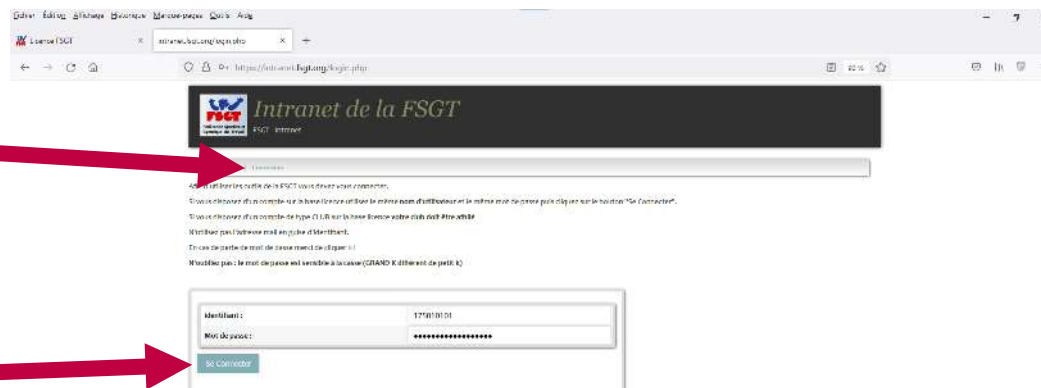 Fichier Édition Affichage Historique Marque-pages Outils Aide
Licence FSGT × intranet.fsgt.org/login.php × +
https://intranet.fsgt.org/login.php
FSGT
Intranet de la FSGT
FSGT Intranet
Connexion
utiliser les outils de la FSGT vous devez vous connecter.
Si vous disposez d'un compte sur la base licence utilisez le même nom d'utilisateur et le même mot de passe puis cliquez sur le bouton "Se Connecter".
Si vous disposez d'un compte de type CLUB sur la base licence votre club doit être affilié
N'utilisez pas l'adresse mail en guise d'identifiant.
En cas de perte de mot de passe merci de cliquer ici
N'oubliez pas : le mot de passe est sensible à la casse (GRAND K différent de petit k)
identifiant :
Mot de passe : ••••••••••••••••••
Se Connecter